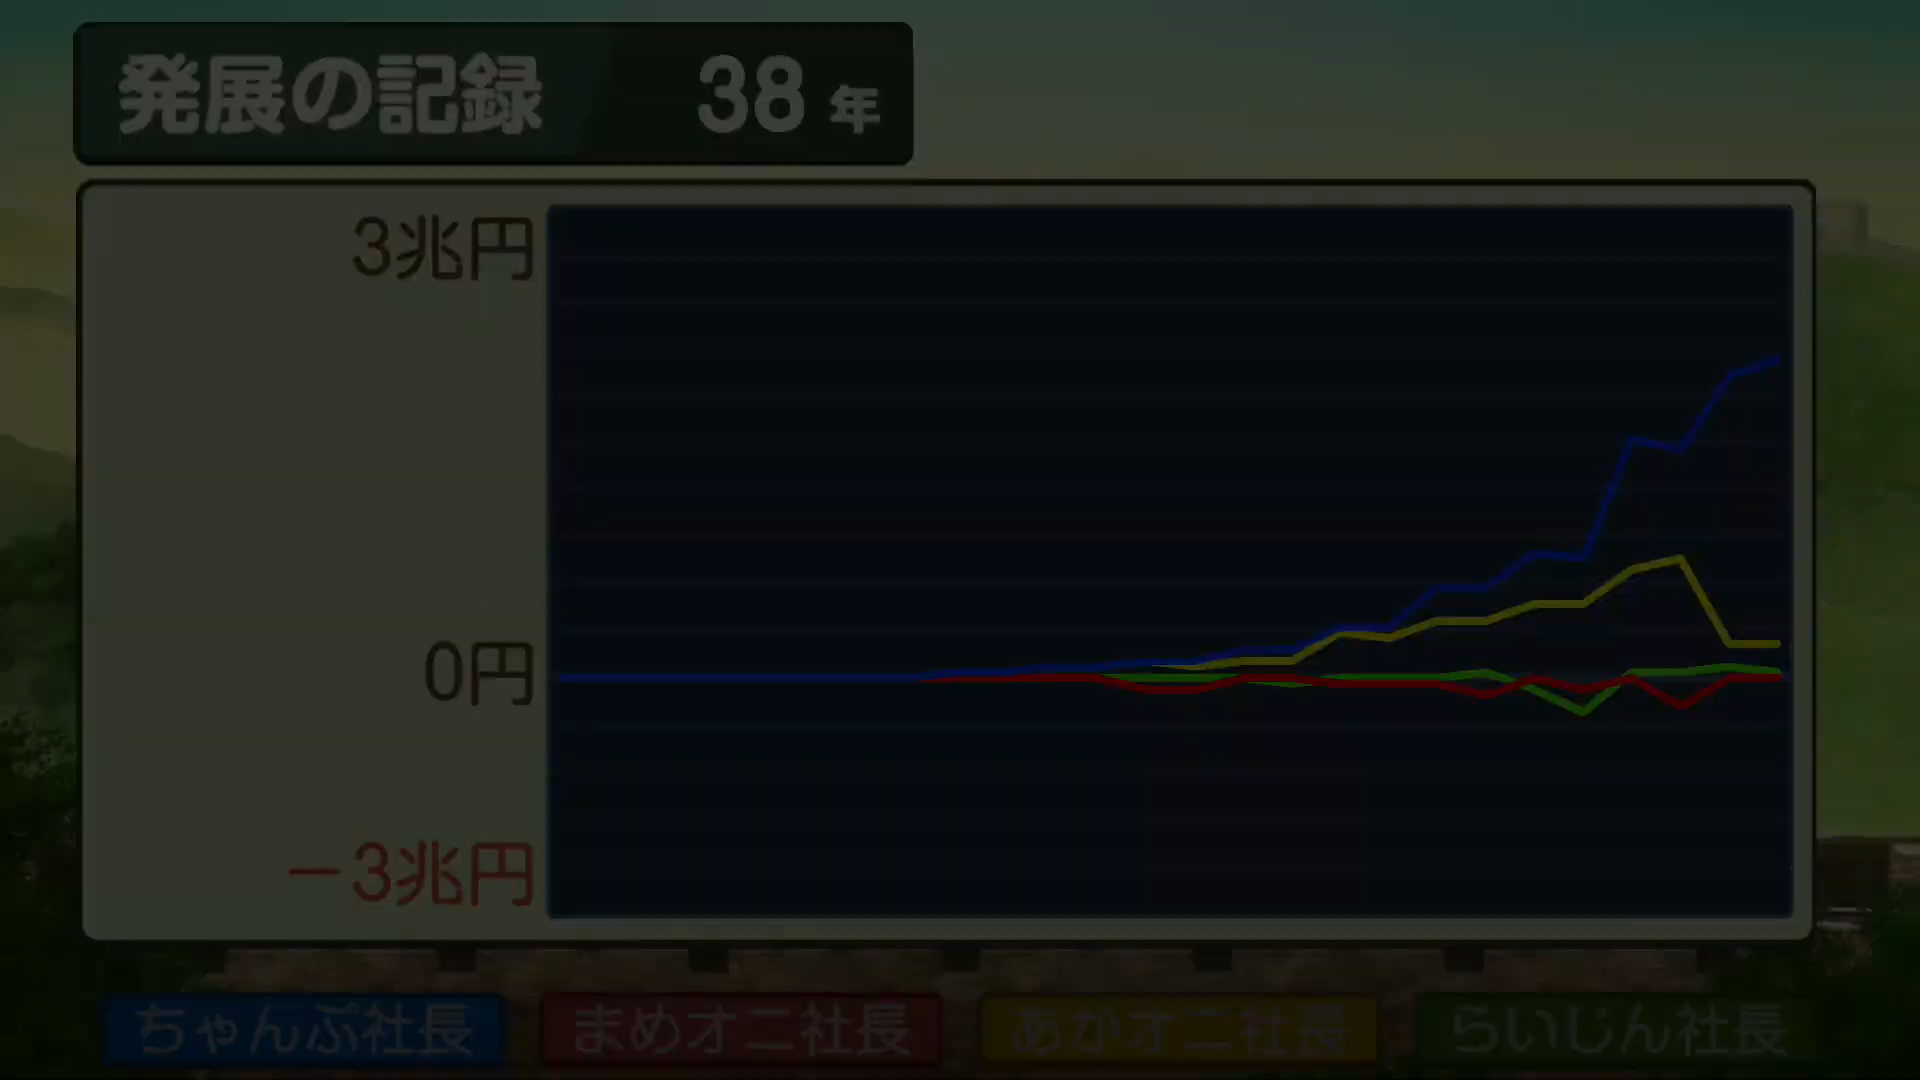 発展の記録 38年
3兆円
0円
－3兆円
ちゃんぷ社長 まめオニ社長 あかオニ社長 らいじん社長